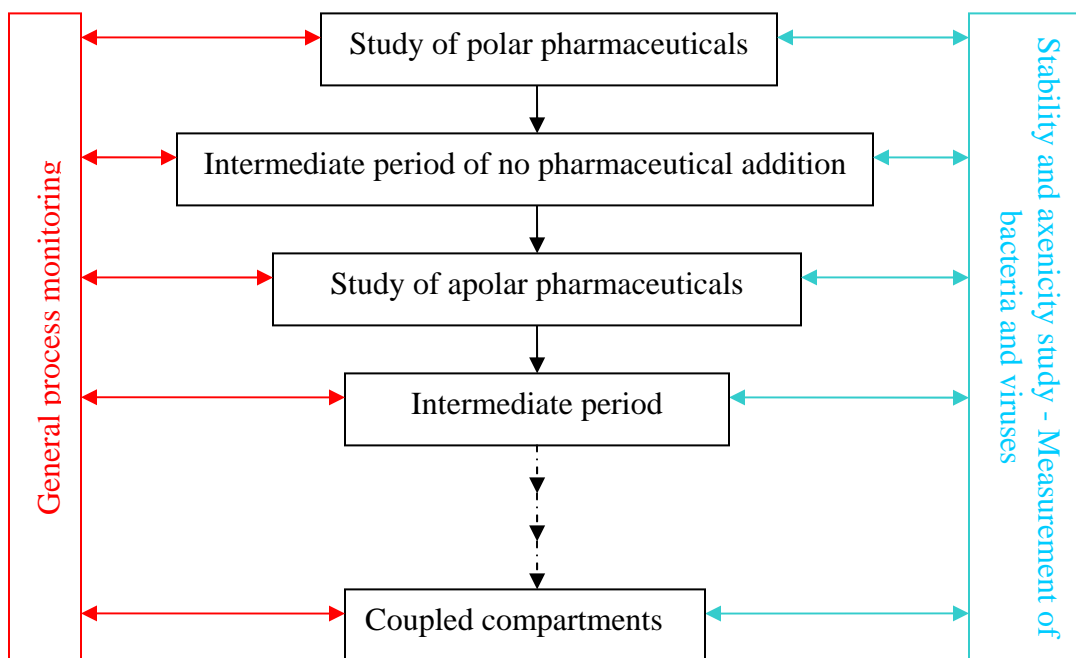 General process monitoring
Study of polar pharmaceuticals
Intermediate period of no pharmaceutical addition
Study of apolar pharmaceuticals
Intermediate period
Coupled compartments
Stability and axenicity study - Measurement of
bacteria and viruses